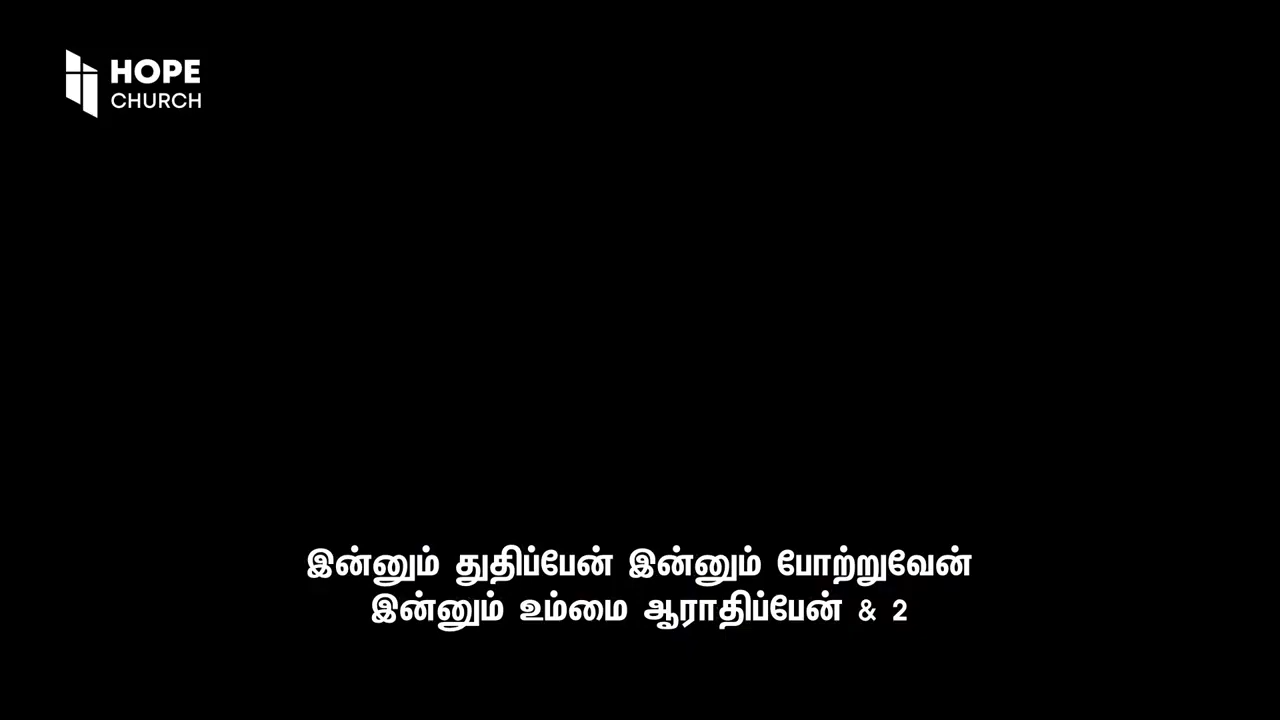 HOPE
CHURCH
இன்னும் துதிப்பேன் இன்னும் போற்றுவேன்
இன்னும் உம்மை ஆராதிப்பேன் & 2